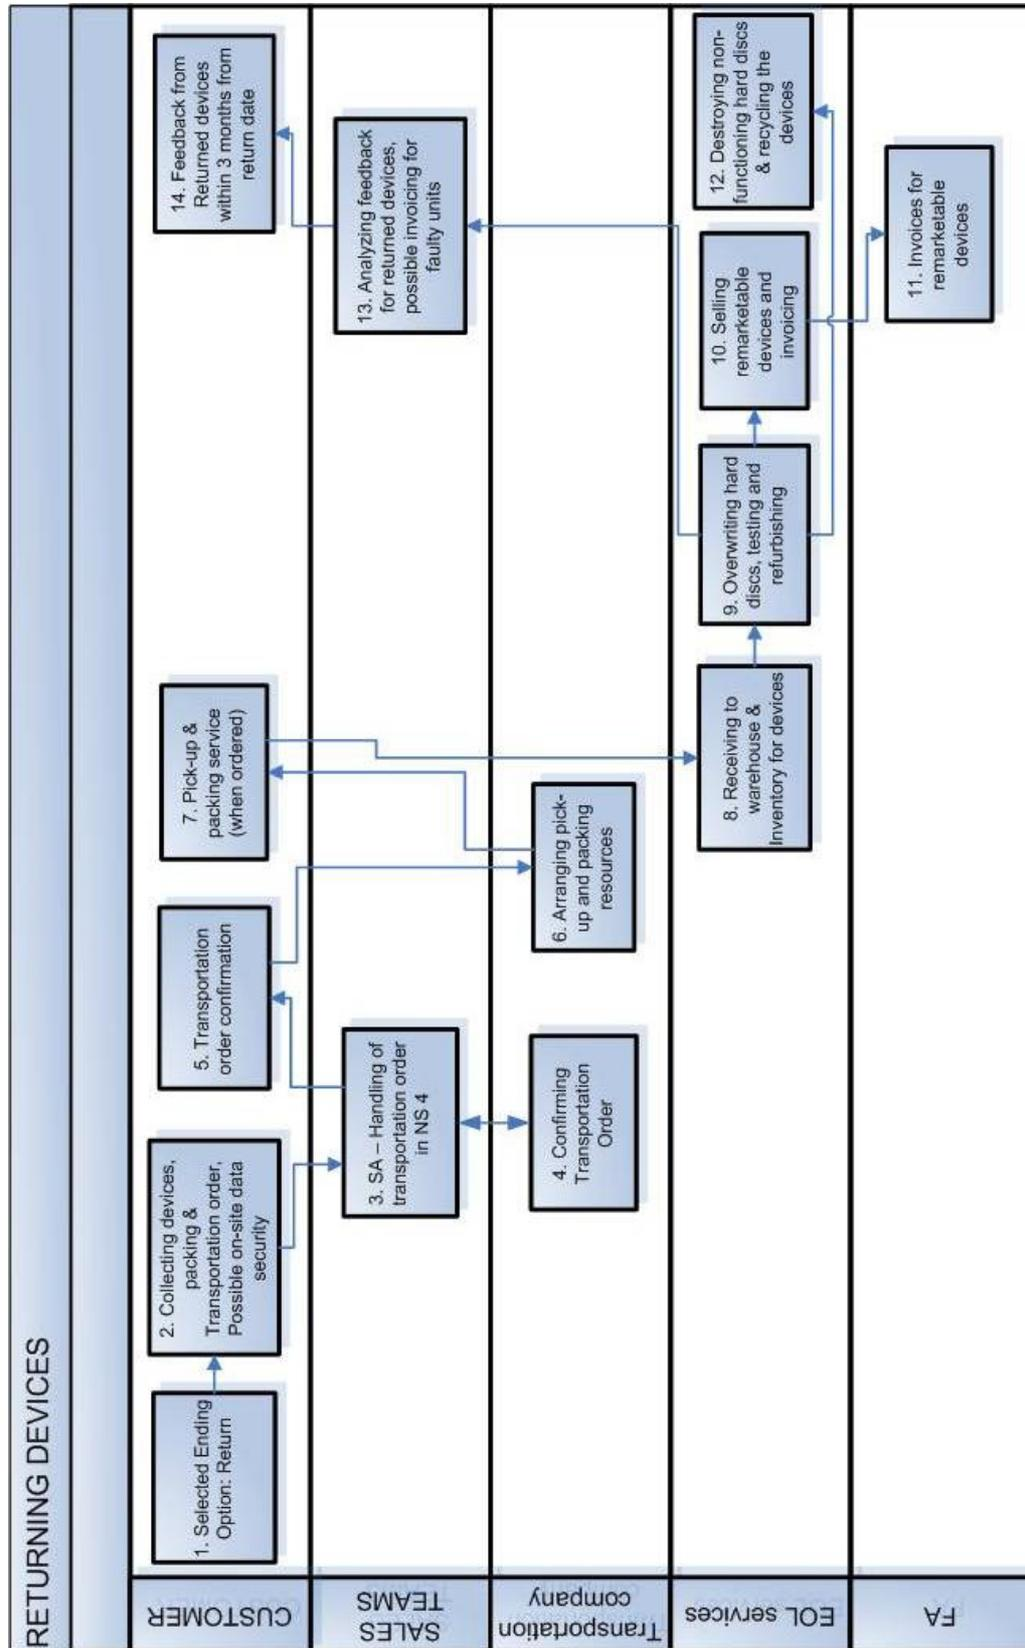 RETURNING DEVICES
CUSTOMER
1. Selected Ending
Option: Return
2. Collecting devices,
packing &
Transportation order,
Possible on-site data
security
5. Transportation
order confirmation
7. Pick-up &
packing service
(when ordered)
14. Feedback from
Returned devices
within 3 months from
return date
SALES
TEAMS
3. SA – Handling of
transportation order
in NS 4
13. Analyzing feedback
for returned devices,
possible invoicing for
faulty units
Transportation
company
4. Confirming
Transportation
Order
6. Arranging pick-
up and packing
resources
EOL services
8. Receiving to
warehouse &
Inventory for devices
9. Overwriting hard
discs, testing and
refurbishing
10. Selling
remarketable
devices and
invoicing
12. Destroying non-
functioning hard discs
& recycling the
devices
FA
11. Invoices for
remarketable
devices